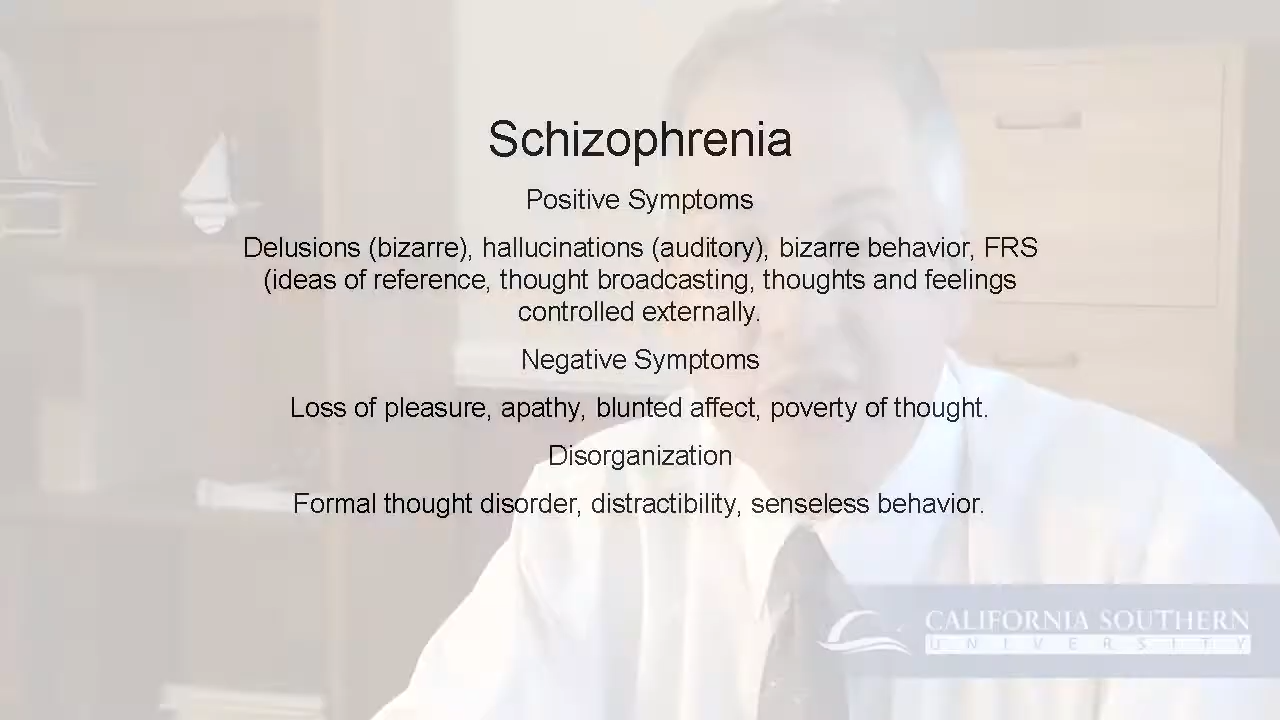 Schizophrenia
Positive Symptoms
Delusions (bizarre), hallucinations (auditory), bizarre behavior, FRS
(ideas of reference, thought broadcasting, thoughts and feelings
controlled externally.
Negative Symptoms
Loss of pleasure, apathy, blunted affect, poverty of thought.
Disorganization
Formal thought disorder, distractibility, senseless behavior.
CALIFORNIA SOUTHERN
UNIVERSITY